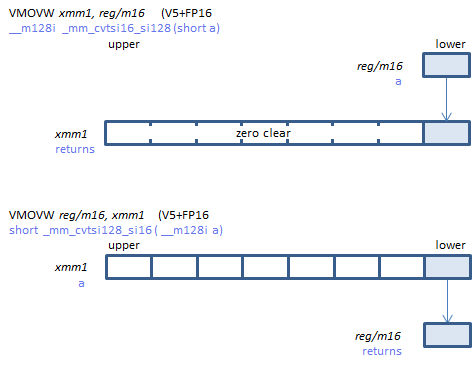 VMOVW xmm1, reg/m16 (V5+FP16
__m128i _mm_cvtsi16_si128 (short a)
upper lower
reg/m16
a
xmm1 zero clear
returns
VMOVW reg/m16, xmm1 (V5+FP16
short _mm_cvtsi128_si16 ( __m128i a)
upper lower
xmm1
a
reg/m16
returns